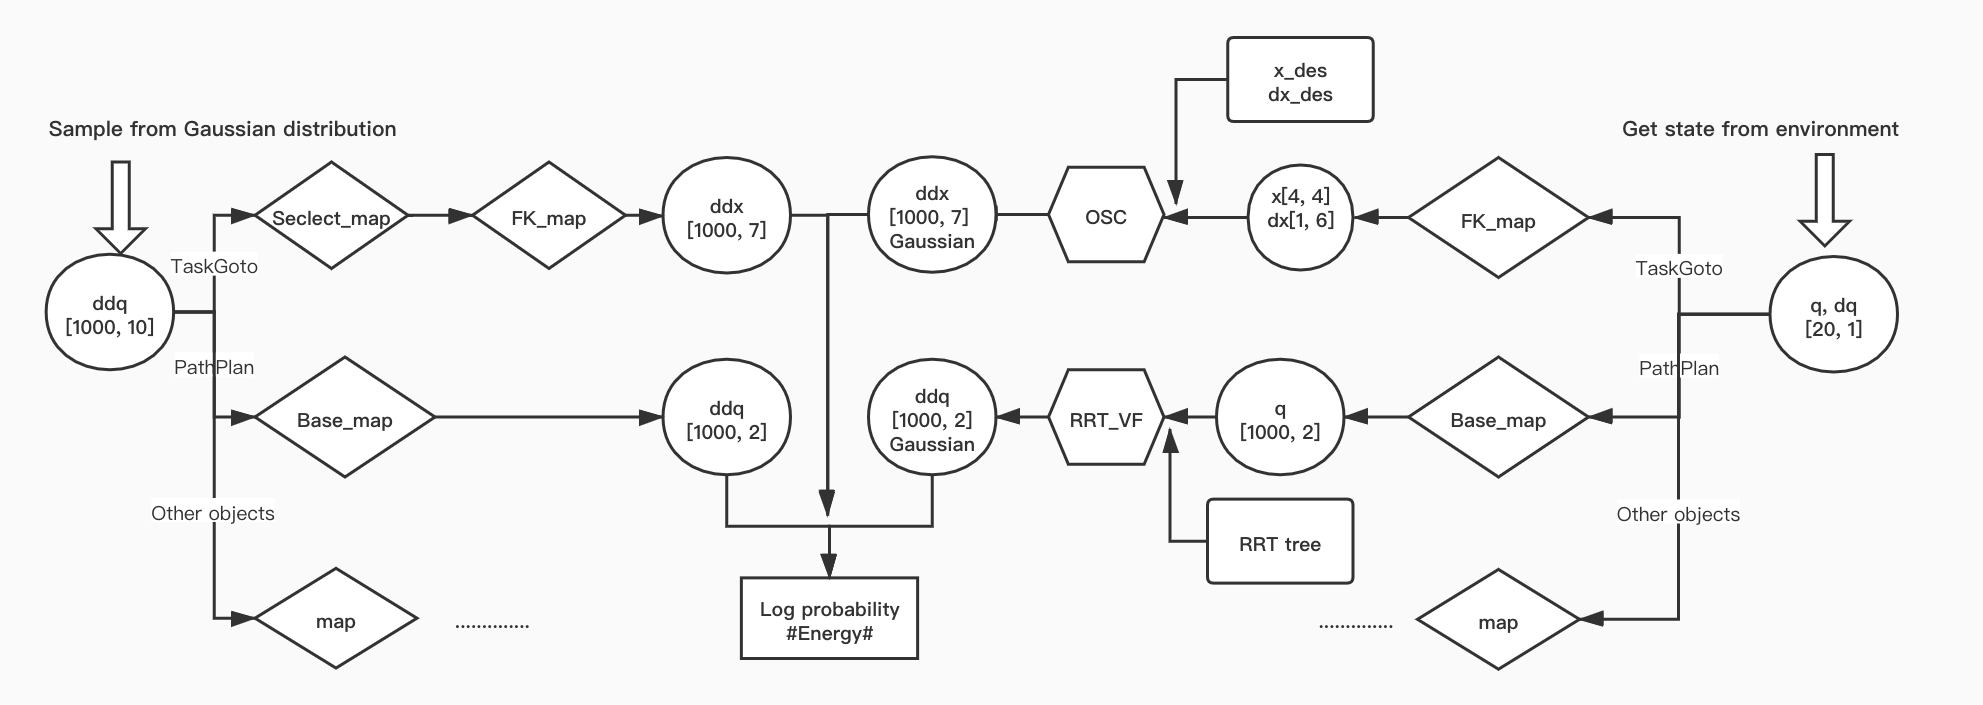 x_des
dx_des
Sample from Gaussian distribution
Get state from environment
Seclect_map
FK_map
ddx
[1000, 7]
ddx
[1000, 7]
Gaussian
OSC
x[4, 4]
dx[1, 6]
FK_map
TaskGoto
TaskGoto
ddq
[1000, 10]
q, dq
[20, 1]
PathPlan
PathPlan
Base_map
ddq
[1000, 2]
ddq
[1000, 2]
Gaussian
RRT_VF
q
[1000, 2]
Base_map
Other objects
Other objects
RRT tree
map
..............
Log probability
#Energy#
..............
map